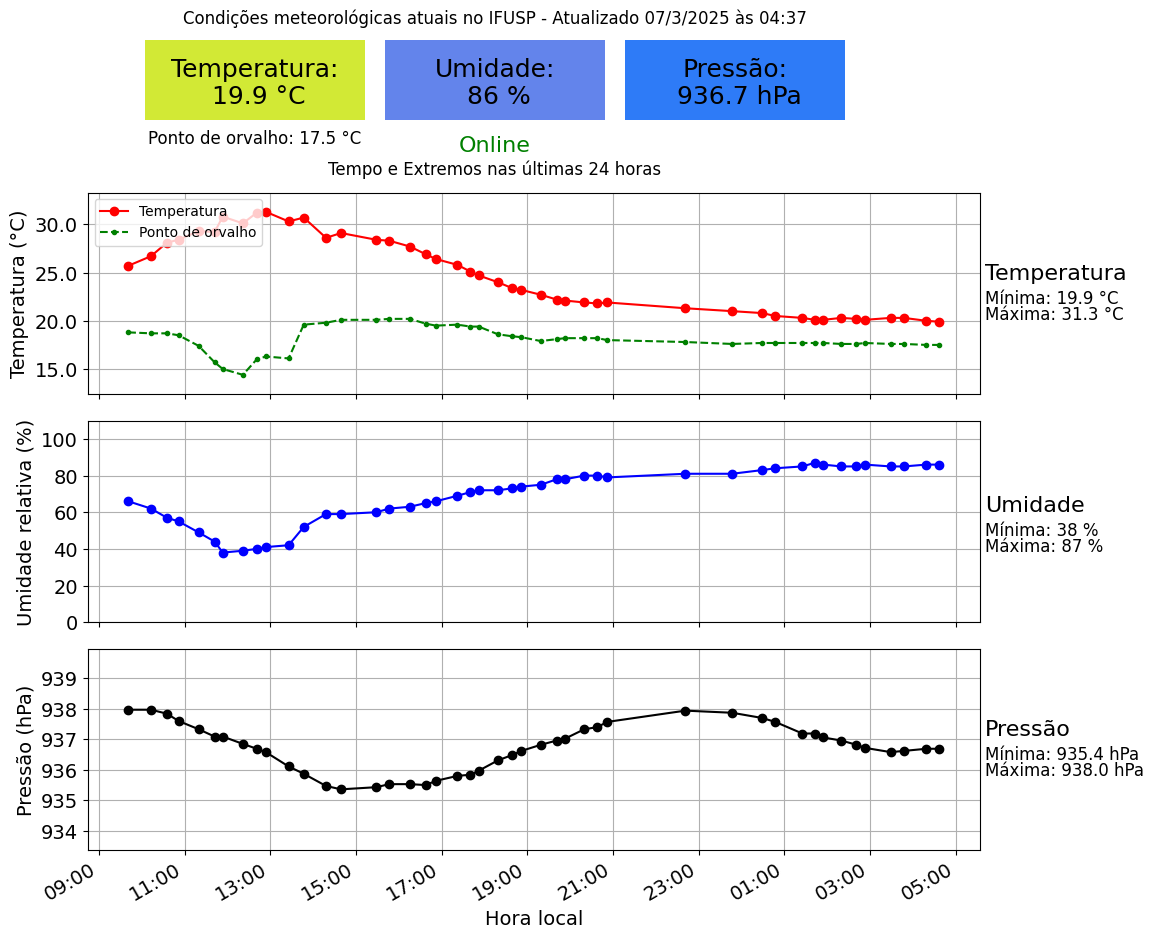 Condições meteorológicas atuais no IFUSP - Atualizado 07/3/2025 às 04:37
Temperatura:
19.9 °C
Umidade:
86 %
Pressão:
936.7 hPa
Ponto de orvalho: 17.5 °C
Online
Tempo e Extremos nas últimas 24 horas
Temperatura (°C)
30.0
25.0
20.0
15.0
Temperatura
Ponto de orvalho
Temperatura
Mínima: 19.9 °C
Máxima: 31.3 °C
Umidade relativa (%)
100
80
60
40
20
0
Umidade
Mínima: 38 %
Máxima: 87 %
Pressão (hPa)
939
938
937
936
935
934
Pressão
Mínima: 935.4 hPa
Máxima: 938.0 hPa
09:00 11:00 13:00 15:00 17:00 19:00 21:00 23:00 01:00 03:00 05:00
Hora local